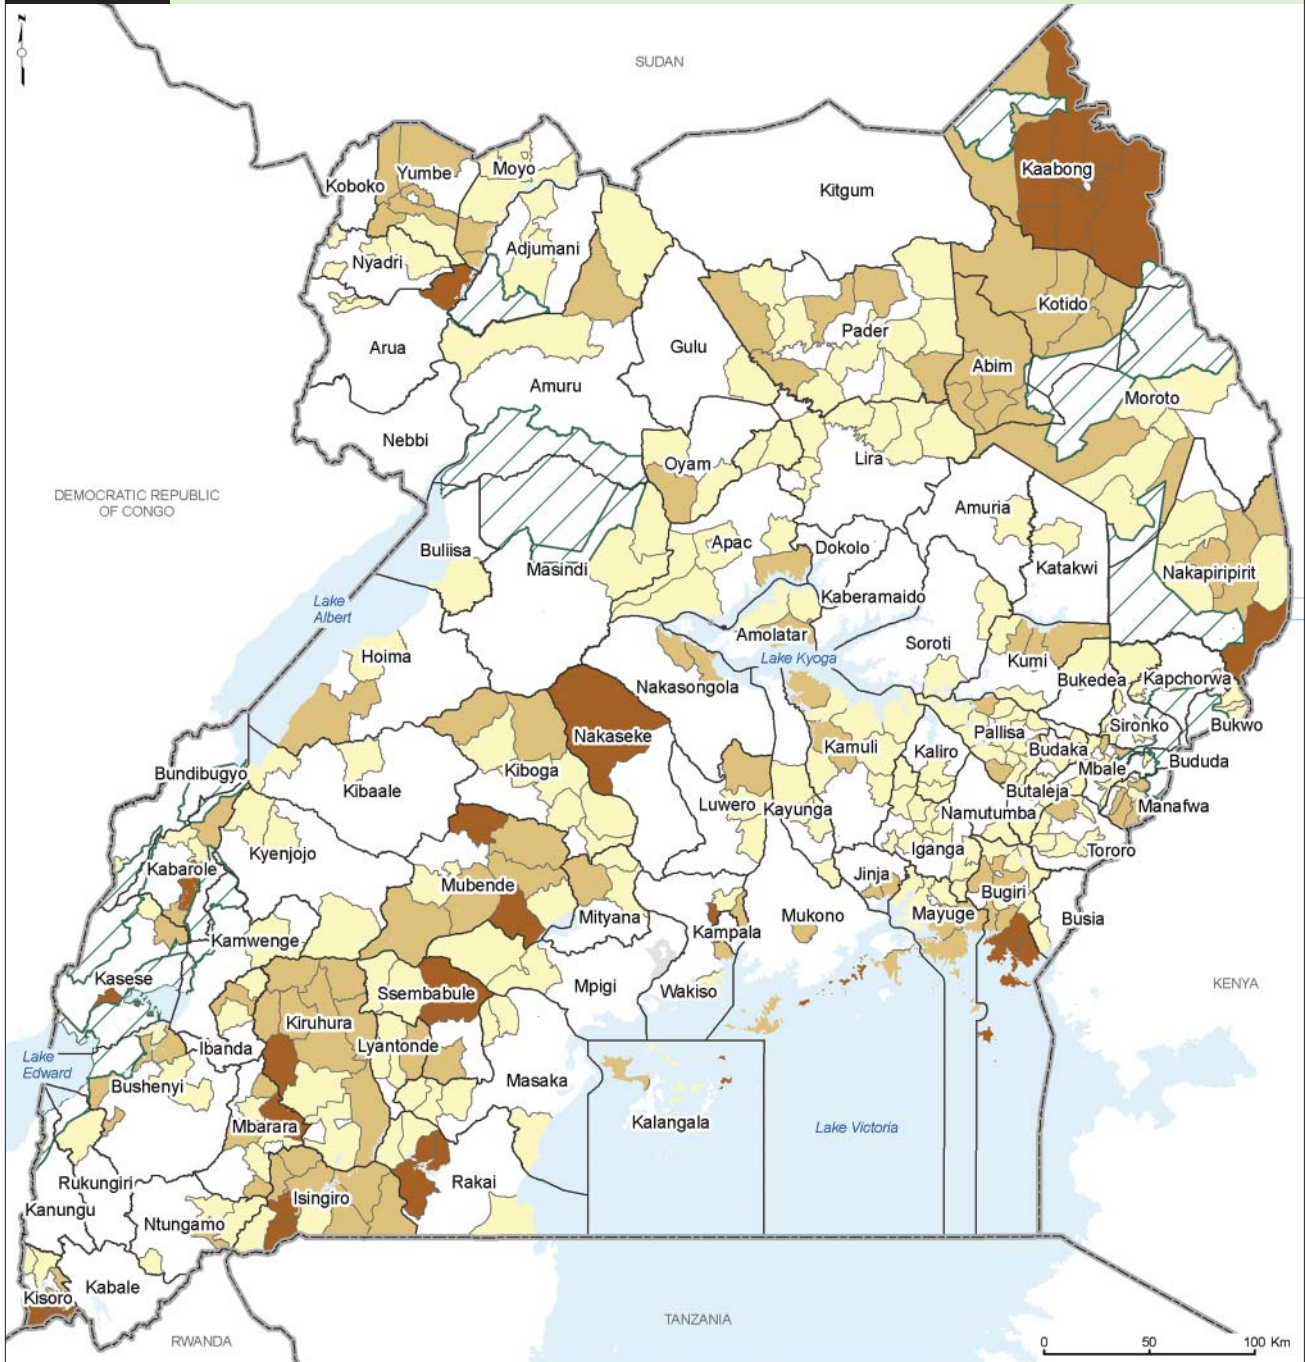 N
SUDAN
Kaabong
Koboko
Yumbe
Moyo
Kitgum
Nyadri
Adjumani
Kotido
Arua
Gulu
Pader
Abim
Amuru
Moroto
Nebbi
Oyam
Lira
DEMOCRATIC REPUBLIC
OF CONGO
Amuria
Buliisa
Apac
Dokolo
Masindi
Katakwi
Nakapiripirit
Lake
Albert
Kaberamaido
Amolatar
Soroti
Hoima
Lake Kyoga
Kumi
Nakasongola
Bukedea
Kapchorwa
Nakaseke
Pallisa
Sironko
Bukwo
Kamuli
Kaliro
Budaka
Bududa
Bundibugyo
Kiboga
Mbale
Kibaale
Butaleja
Luwero
Kayunga
Namutumba
Manafwa
Kyenjojo
Iganga
Tororo
Kabarole
Jinja
Mubende
Bugiri
Mityana
Mukono
Mayuge
Busia
Kampala
Kamwenge
Kasese
Ssembabule
Mpigi
Wakiso
KENYA
Kiruhura
Lyantonde
Ibanda
Lake
Edward
Bushenyi
Masaka
Mbarara
Kalangala
Lake Victoria
Rukungiri
Isingiro
Rakai
Kanungu
Ntungamo
Kabale
Kisoro
TANZANIA
RWANDA
0 50 100 Km